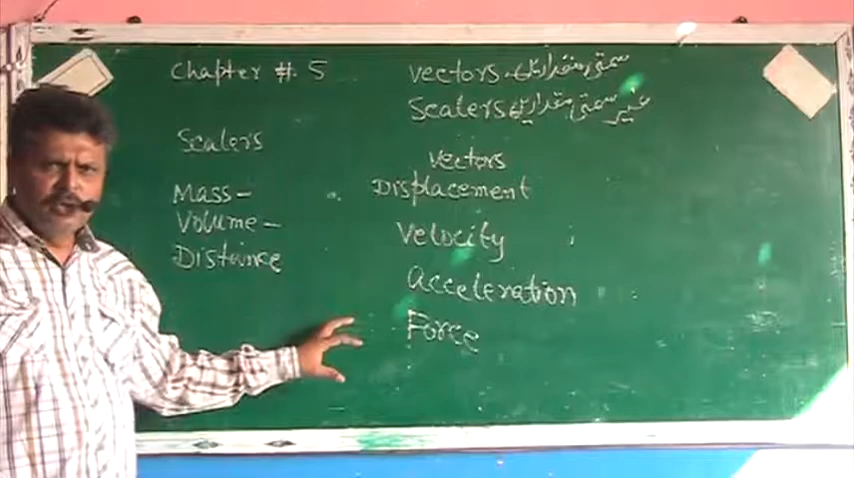 Chapter #. 5
vectors سمتی مقداریں
Scalers غیر سمتی مقداریں
Scalers
Mass -
Volume -
Distance
vectors
Displacement
Velocity
Acceleration
Force